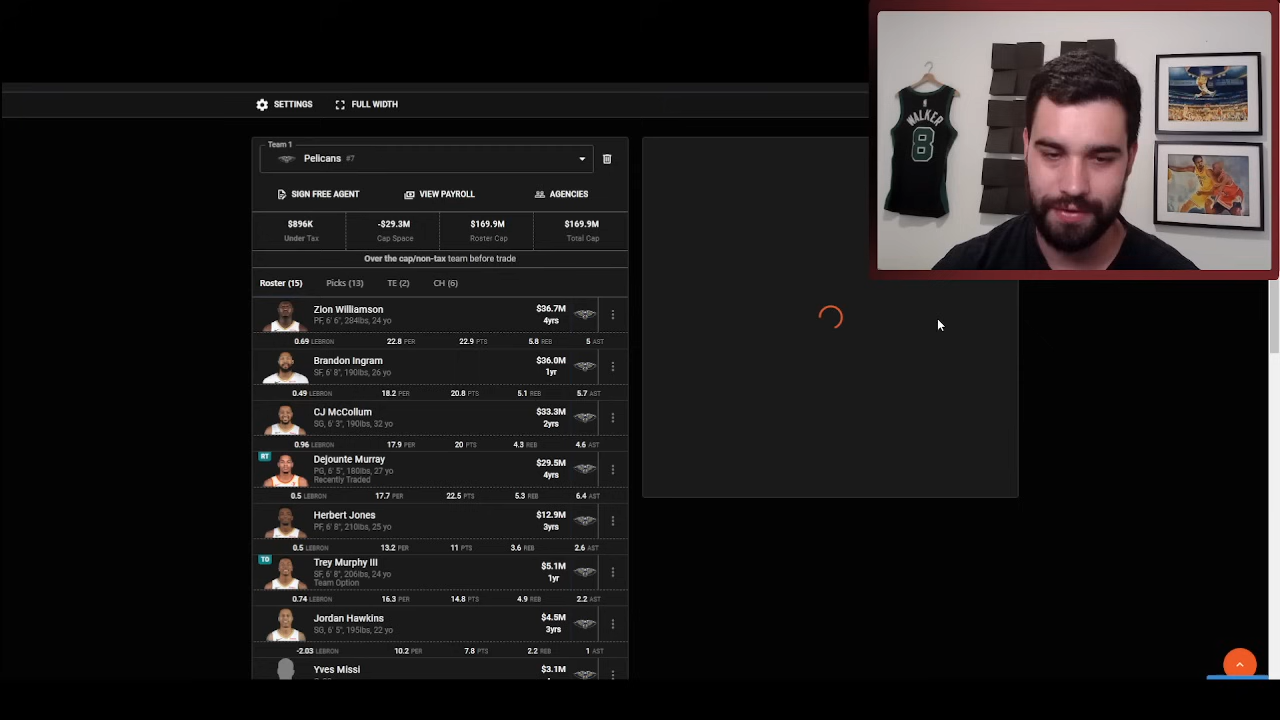 SETTINGS FULL WIDTH
WALKER
8
Team 1
Pelicans #7
SIGN FREE AGENT VIEW PAYROLL AGENCIES
$896K -$29.3M $169.9M $169.9M
Under Tax Cap Space Roster Cap Total Cap
Over the cap/non-tax team before trade
Roster (15) Picks (13) TE (2) CH (6)
Zion Williamson $36.7M
PF, 6' 6", 284lbs, 24 yo 4yrs
0.69 LEBRON 22.8 PER 22.9 PTS 5.8 REB 5 AST
Brandon Ingram $36.0M
SF, 6' 8", 190lbs, 26 yo 1yr
0.49 LEBRON 18.2 PER 20.8 PTS 5.1 REB 5.7 AST
CJ McCollum $33.3M
SG, 6' 3", 190lbs, 32 yo 2yrs
0.96 LEBRON 17.9 PER 20 PTS 4.3 REB 4.6 AST
RT Dejounte Murray $29.5M
PG, 6' 5", 180lbs, 27 yo 4yrs
Recently Traded
0.5 LEBRON 17.7 PER 22.5 PTS 5.3 REB 6.4 AST
Herbert Jones $12.9M
PF, 6' 8", 210lbs, 25 yo 3yrs
0.5 LEBRON 13.2 PER 11 PTS 3.6 REB 2.6 AST
TO Trey Murphy III $5.1M
SF, 6' 8", 206lbs, 24 yo 1yr
Team Option
0.74 LEBRON 16.3 PER 14.8 PTS 4.9 REB 2.2 AST
Jordan Hawkins $4.5M
SG, 6' 5", 195lbs, 22 yo 3yrs
-2.03 LEBRON 10.2 PER 7.8 PTS 2.2 REB 1 AST
Yves Missi $3.1M